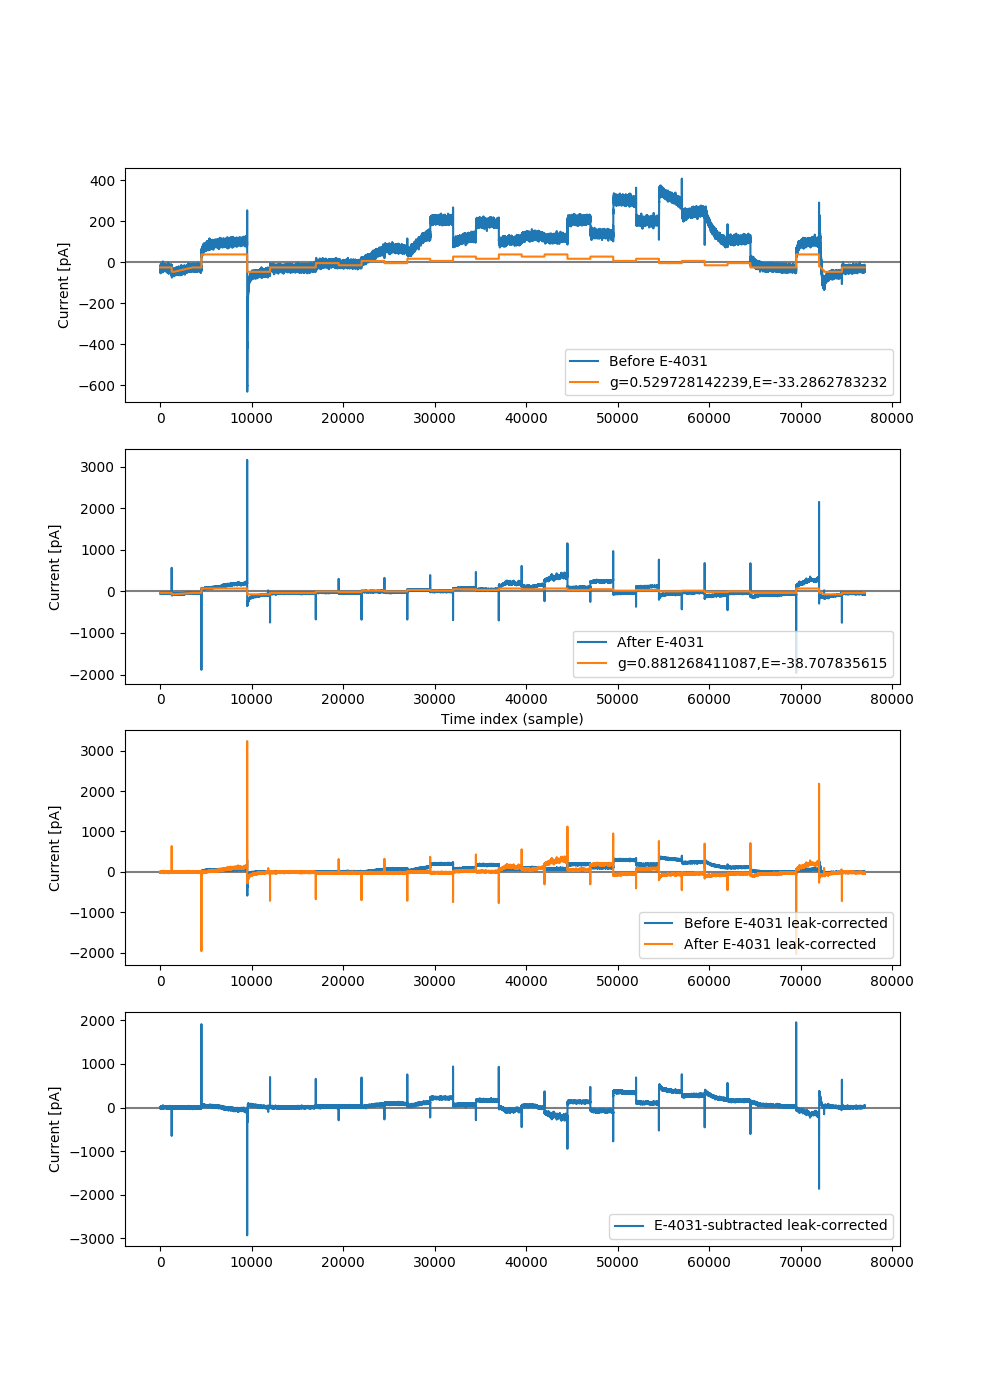 400
200
0
−200
−400
−600
Current [pA]
Before E-4031
g=0.529728142239,E=-33.2862783232
0 10000 20000 30000 40000 50000 60000 70000 80000
3000
2000
1000
0
−1000
−2000
Current [pA]
After E-4031
g=0.881268411087,E=-38.707835615
0 10000 20000 30000 40000 50000 60000 70000 80000
Time index (sample)
3000
2000
1000
0
−1000
−2000
Current [pA]
Before E-4031 leak-corrected
After E-4031 leak-corrected
0 10000 20000 30000 40000 50000 60000 70000 80000
2000
1000
0
−1000
−2000
−3000
Current [pA]
E-4031-subtracted leak-corrected
0 10000 20000 30000 40000 50000 60000 70000 80000